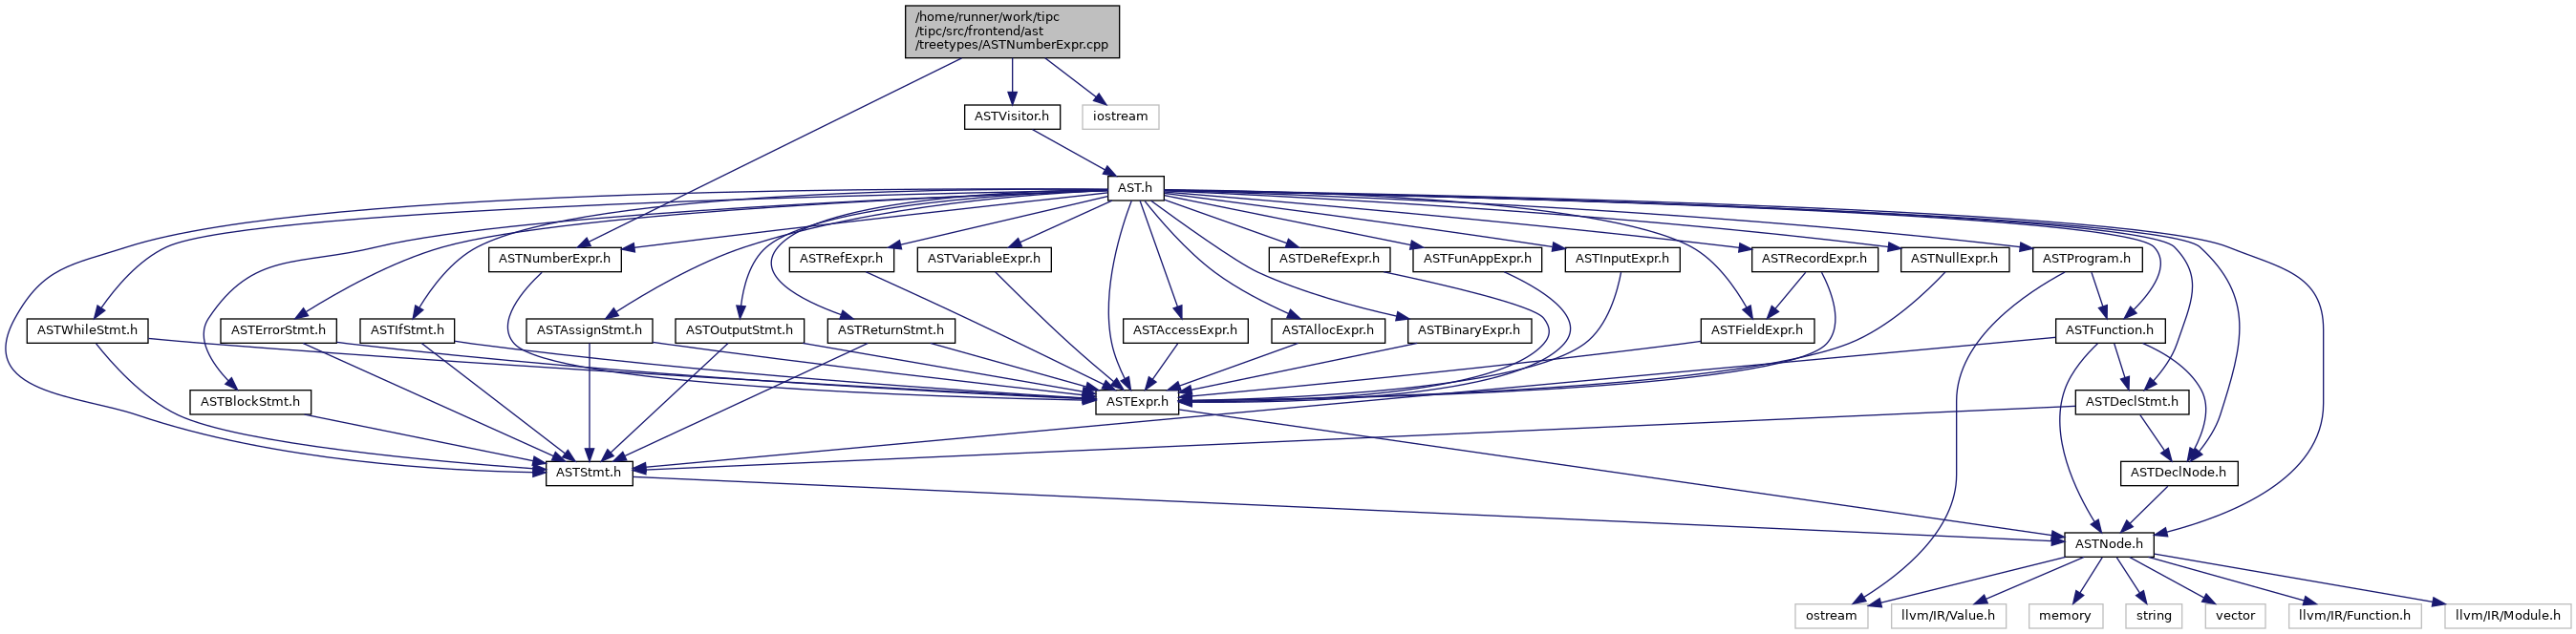 /home/runner/work/tipc
/tipc/src/frontend/ast
/treetypes/ASTNumberExpr.cpp
ASTVisitor.h
iostream
AST.h
ASTNumberExpr.h
ASTRefExpr.h
ASTVariableExpr.h
ASTDeRefExpr.h
ASTFunAppExpr.h
ASTInputExpr.h
ASTRecordExpr.h
ASTNullExpr.h
ASTProgram.h
ASTWhileStmt.h
ASTErrorStmt.h
ASTIfStmt.h
ASTAssignStmt.h
ASTOutputStmt.h
ASTReturnStmt.h
ASTAccessExpr.h
ASTAllocExpr.h
ASTBinaryExpr.h
ASTFieldExpr.h
ASTFunction.h
ASTBlockStmt.h
ASTExpr.h
ASTDeclStmt.h
ASTStmt.h
ASTDeclNode.h
ASTNode.h
ostream
llvm/IR/Value.h
memory
string
vector
llvm/IR/Function.h
llvm/IR/Module.h